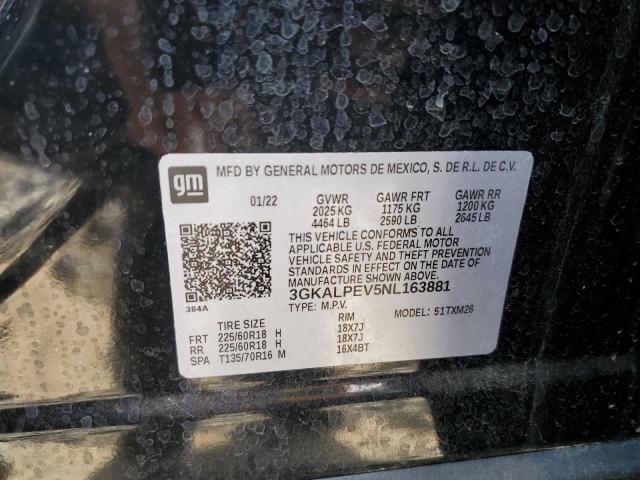 gm
MFD BY GENERAL MOTORS DE MEXICO, S. DE R.L. DE C.V.
01/22 GVWR GAWR FRT GAWR RR
2025 KG 1175 KG 1200 KG
4464 LB 2590 LB 2645 LB
THIS VEHICLE CONFORMS TO ALL
APPLICABLE U.S. FEDERAL MOTOR
VEHICLE SAFETY AND THEFT PREVENTION
STANDARDS IN EFFECT ON THE DATE OF
MANUFACTURE SHOWN ABOVE.
384A
3GKALPEV5NL163881
TYPE: M.P.V. MODEL: 51TXM26
TIRE SIZE RIM
FRT 225/60R18 H 18X7J
RR 225/60R18 H 18X7J
SPA T135/70R16 M 16X4BT